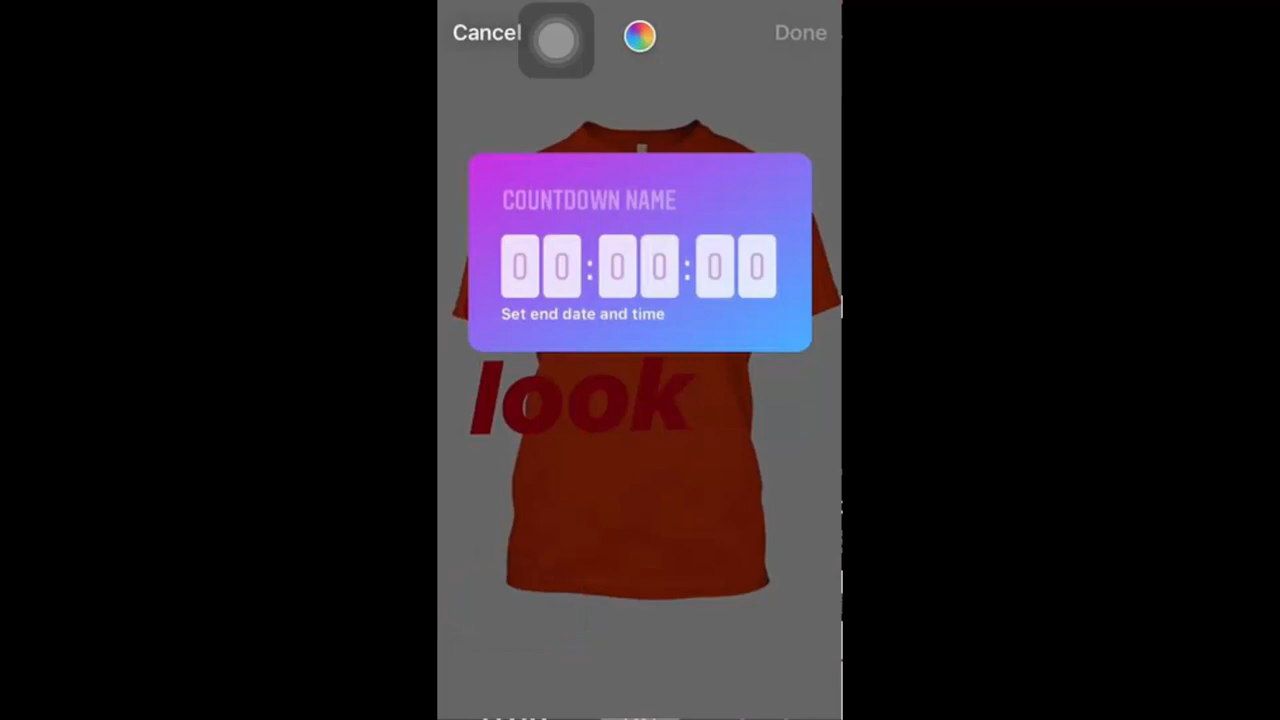 Cancel
Done
COUNTDOWN NAME
00:00:00
Set end date and time
look